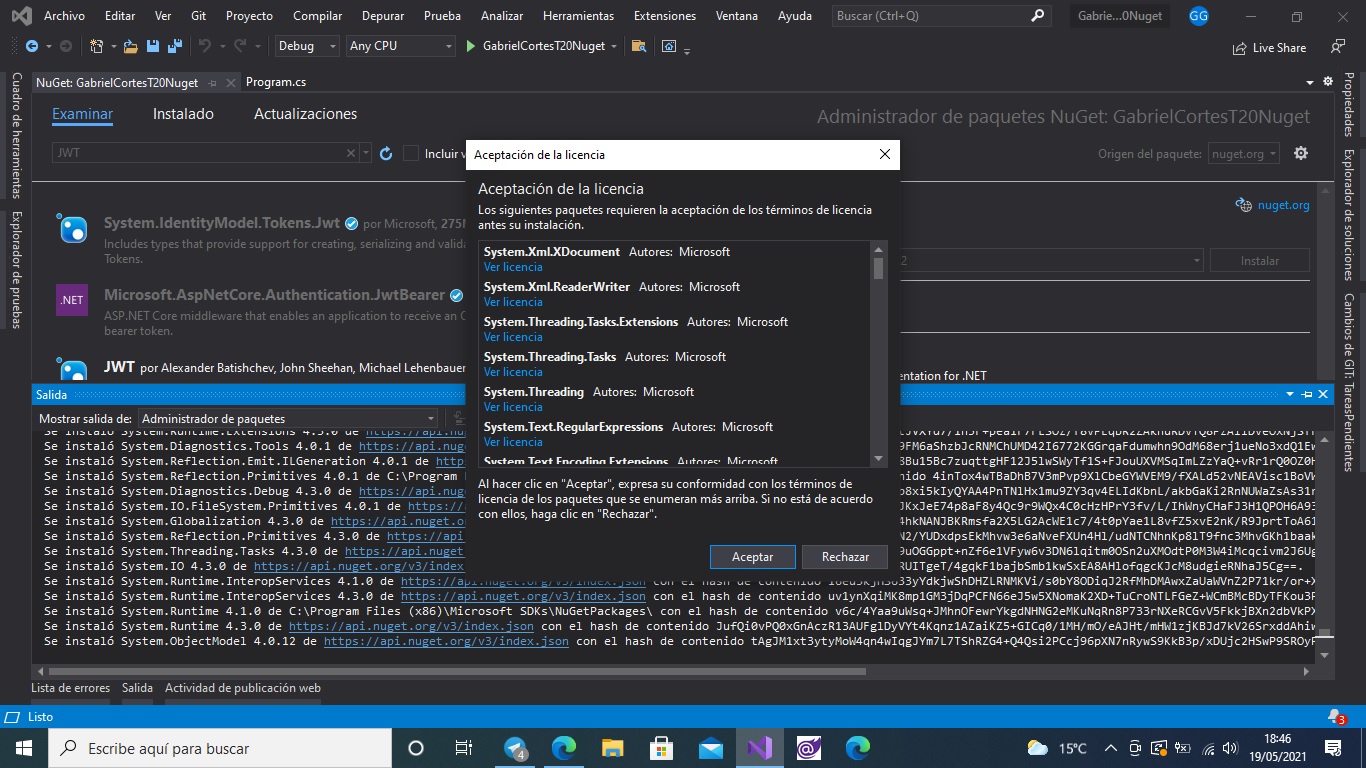 Archivo Editar Ver Git Proyecto Compilar Depurar Prueba Analizar Herramientas Extensiones Ventana Ayuda Buscar (Ctrl+Q) Gabrie...0Nuget GG
Debug Any CPU GabrielCortesT20Nuget Live Share
NuGet: GabrielCortesT20Nuget Program.cs
Cuadro de herramientas
Explorador de pruebas
Propiedades
Explorador de soluciones
Cambios de GIT: TareasPendientes
Examinar Instalado Actualizaciones Administrador de paquetes NuGet: GabrielCortesT20Nuget
JWT Incluir v Origen del paquete: nuget.org
System.IdentityModel.Tokens.Jwt por Microsoft, 275M
Includes types that provide support for creating, serializing and valida
Tokens.
nuget.org
2 Instalar
.NET Microsoft.AspNetCore.Authentication.JwtBearer
ASP.NET Core middleware that enables an application to receive an O
bearer token.
JWT por Alexander Batishchev, John Sheehan, Michael Lehenbauer
entation for .NET
Aceptación de la licencia
Aceptación de la licencia
Los siguientes paquetes requieren la aceptación de los términos de licencia
antes su instalación.
System.Xml.XDocument Autores: Microsoft
Ver licencia
System.Xml.ReaderWriter Autores: Microsoft
Ver licencia
System.Threading.Tasks.Extensions Autores: Microsoft
Ver licencia
System.Threading.Tasks Autores: Microsoft
Ver licencia
System.Threading Autores: Microsoft
Ver licencia
System.Text.RegularExpressions Autores: Microsoft
Ver licencia
System.Text.Encoding.Extensions Autores: Microsoft
Al hacer clic en "Aceptar", expresa su conformidad con los términos de
licencia de los paquetes que se enumeran más arriba. Si no está de acuerdo
con ellos, haga clic en "Rechazar".
Aceptar Rechazar
Salida
Mostrar salida de: Administrador de paquetes
Se instaló System.Runtime.Extensions 4.3.0 de https://api.nu
Se instaló System.Diagnostics.Tools 4.0.1 de https://api.nuge
Se instaló System.Reflection.Emit.ILGeneration 4.0.1 de http
Se instaló System.Reflection.Primitives 4.0.1 de C:\Program
Se instaló System.Diagnostics.Debug 4.3.0 de https://api.nuge
Se instaló System.IO.FileSystem.Primitives 4.0.1 de https://
Se instaló System.Globalization 4.3.0 de https://api.nuget.or
Se instaló System.Reflection.Primitives 4.3.0 de https://api.
Se instaló System.Threading.Tasks 4.3.0 de https://api.nuget
Se instaló System.IO 4.3.0 de https://api.nuget.org/v3/index
Se instaló System.Runtime.InteropServices 4.1.0 de https://api.nuget.org/v3/index.json con el hash de contenido
Se instaló System.Runtime.InteropServices 4.3.0 de https://api.nuget.org/v3/index.json con el hash de contenido
Se instaló System.Runtime 4.1.0 de C:\Program Files (x86)\Microsoft SDKs\NuGetPackages\ con el hash de contenido
Se instaló System.Runtime 4.3.0 de https://api.nuget.org/v3/index.json con el hash de contenido
Se instaló System.ObjectModel 4.0.12 de https://api.nuget.org/v3/index.json con el hash de contenido
Lista de errores Salida Actividad de publicación web
Listo 3
Escribe aquí para buscar 4 15°C 18:46
19/05/2021